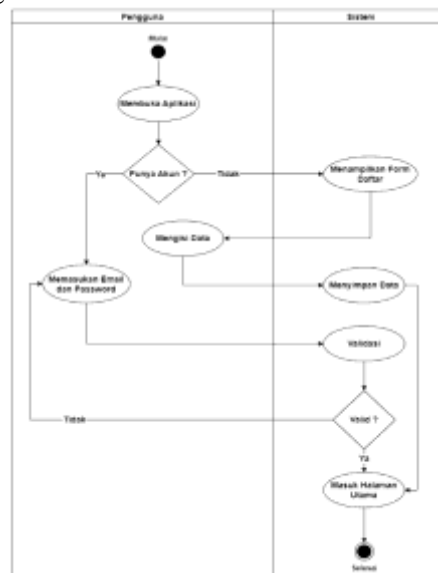 Pengguna
Sistem
Mulai
Membuka Aplikasi
Punya Akun ?
Ya
Tidak
Menampilkan Form
Daftar
Mengisi Data
Memasukan Email
dan Password
Menyimpan Data
Validasi
Valid ?
Tidak
Ya
Masuk Halaman
Utama
Selesai